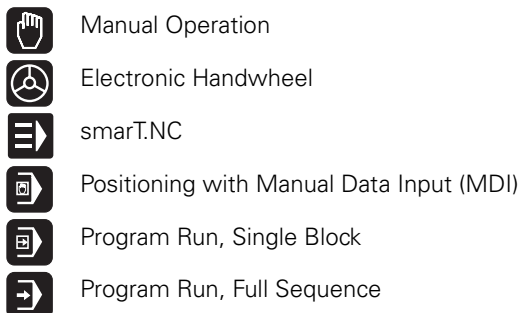 Manual Operation
Electronic Handwheel
smarT.NC
Positioning with Manual Data Input (MDI)
Program Run, Single Block
Program Run, Full Sequence